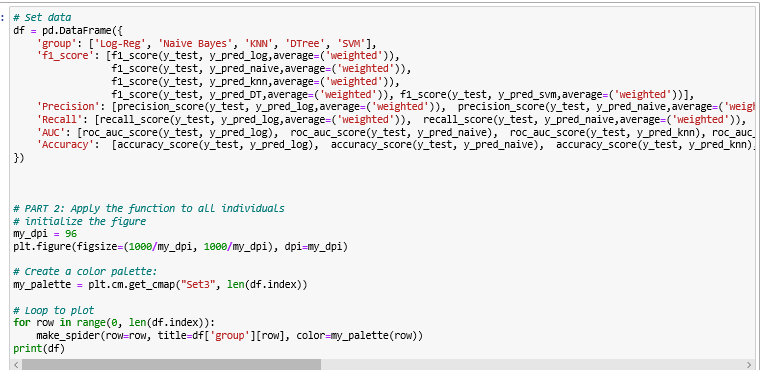 :
# Set data
df = pd.DataFrame({
    'group': ['Log-Reg', 'Naive Bayes', 'KNN', 'DTree', 'SVM'],
    'f1_score': [f1_score(y_test, y_pred_log,average=('weighted')),
                f1_score(y_test, y_pred_naive,average=('weighted')),
                f1_score(y_test, y_pred_knn,average=('weighted')),
                f1_score(y_test, y_pred_DT,average=('weighted')), f1_score(y_test, y_pred_svm,average=('weighted'))],
    'Precision': [precision_score(y_test, y_pred_log,average=('weighted')),  precision_score(y_test, y_pred_naive,average=('weigh
    'Recall': [recall_score(y_test, y_pred_log,average=('weighted')),  recall_score(y_test, y_pred_naive,average=('weighted')),
    'AUC': [roc_auc_score(y_test, y_pred_log),  roc_auc_score(y_test, y_pred_naive),  roc_auc_score(y_test, y_pred_knn), roc_auc_
    'Accuracy':  [accuracy_score(y_test, y_pred_log),  accuracy_score(y_test, y_pred_naive),  accuracy_score(y_test, y_pred_knn),
})
# PART 2: Apply the function to all individuals
# initialize the figure
my_dpi = 96
plt.figure(figsize=(1000/my_dpi, 1000/my_dpi), dpi=my_dpi)
# Create a color palette:
my_palette = plt.cm.get_cmap("Set3", len(df.index))
# Loop to plot
for row in range(0, len(df.index)):
    make_spider(row=row, title=df['group'][row], color=my_palette(row))
print(df)